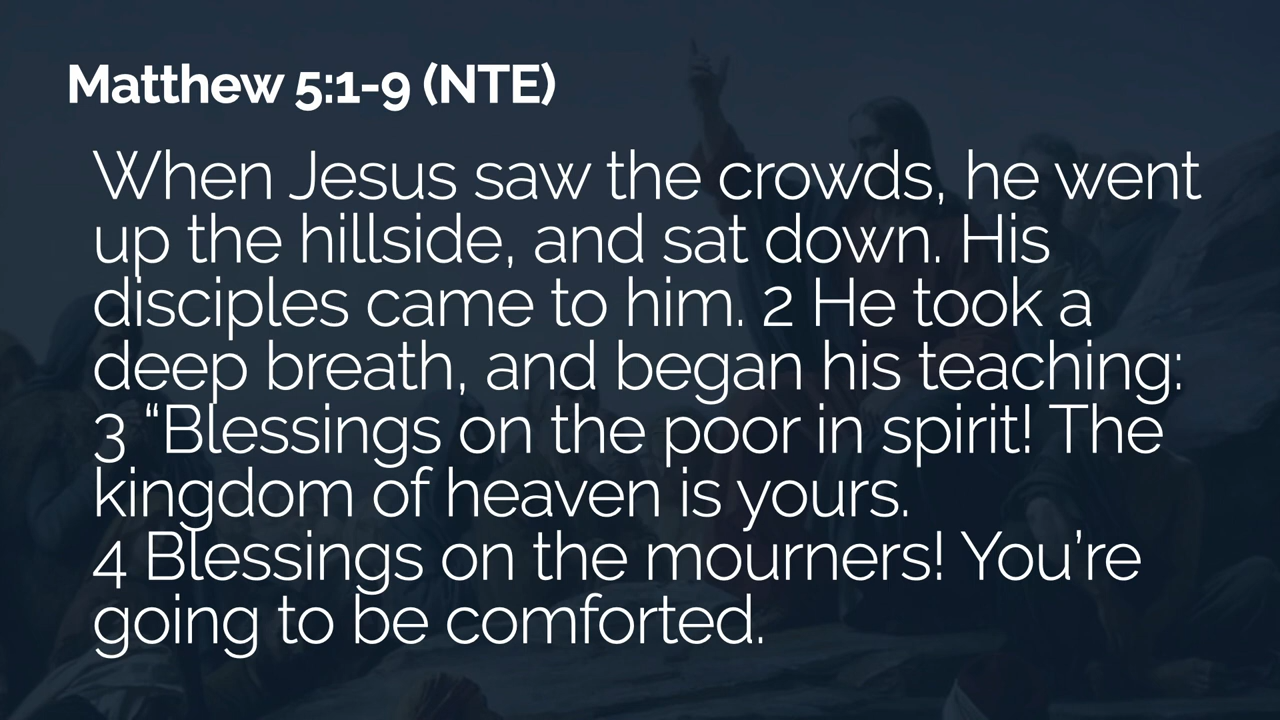 Matthew 5:1-9 (NTE)
When Jesus saw the crowds, he went
up the hillside, and sat down. His
disciples came to him. 2 He took a
deep breath, and began his teaching:
3 “Blessings on the poor in spirit! The
kingdom of heaven is yours.
4 Blessings on the mourners! You’re
going to be comforted.